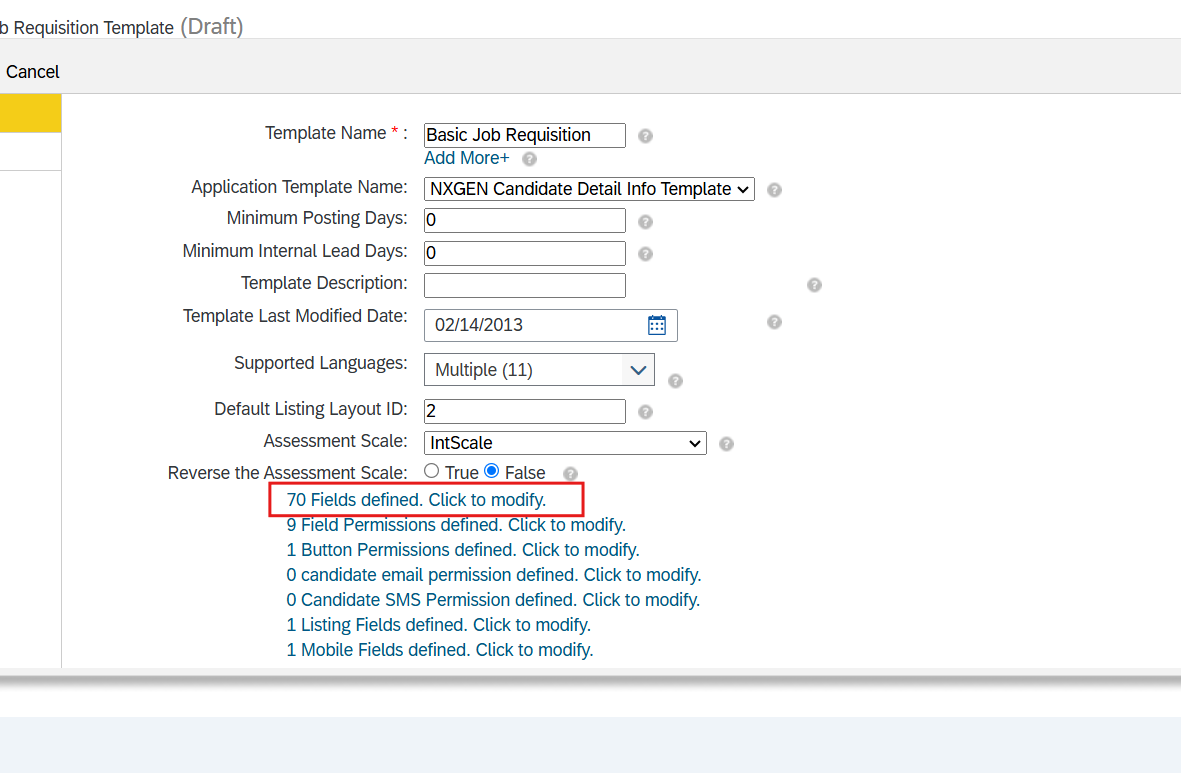 b Requisition Template (Draft)
Cancel
Template Name * : Basic Job Requisition ?
Add More+ ?
Application Template Name: NXGEN Candidate Detail Info Template ?
Minimum Posting Days: 0 ?
Minimum Internal Lead Days: 0 ?
Template Description: ?
Template Last Modified Date: 02/14/2013 ?
Supported Languages: Multiple (11) ?
Default Listing Layout ID: 2 ?
Assessment Scale: IntScale ?
Reverse the Assessment Scale: True False ?
70 Fields defined. Click to modify.
9 Field Permissions defined. Click to modify.
1 Button Permissions defined. Click to modify.
0 candidate email permission defined. Click to modify.
0 Candidate SMS Permission defined. Click to modify.
1 Listing Fields defined. Click to modify.
1 Mobile Fields defined. Click to modify.